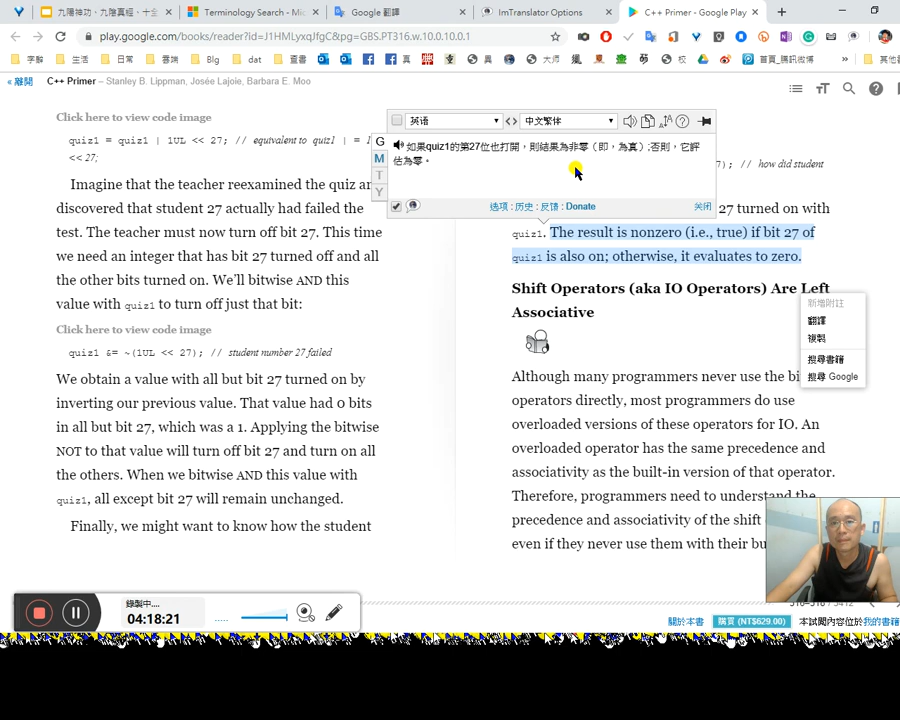 九陽神功、九陰真經、十全
Terminology Search - Mic
Google 翻譯
ImTranslator Options
C++ Primer - Google Play
play.google.com/books/reader?id=J1HMLyxqJfgC&pg=GBS.PT316.w.10.0.10.0.1
字辭
生活
日常
雲端
Blg
dat
查書
真
異
大師
萌
校
權
首頁_騰訊微博
其他
« 離開
C++ Primer – Stanley B. Lippman, Josée Lajoie, Barbara E. Moo
Click here to view code image
quiz1 = quiz1 | 1UL << 27; // equivalent to quiz1 | = 1
<< 27;
Imagine that the teacher reexamined the quiz an
discovered that student 27 actually had failed the
test. The teacher must now turn off bit 27. This time
we need an integer that has bit 27 turned off and all
the other bits turned on. We'll bitwise AND this
value with quiz1 to turn off just that bit:
Click here to view code image
quiz1 &= ~(1UL << 27); // student number 27 failed
We obtain a value with all but bit 27 turned on by
inverting our previous value. That value had 0 bits
in all but bit 27, which was a 1. Applying the bitwise
NOT to that value will turn off bit 27 and turn on all
the others. When we bitwise AND this value with
quiz1, all except bit 27 will remain unchanged.
Finally, we might want to know how the student
英语
中文繁体
G
M
T
Y
如果quiz1的第27位也打開，則結果為非零（即，為真）;否則，它評
估為零。
选项 : 历史 : 反馈 : Donate
关闭
7); // how did student
27 turned on with
quiz1. The result is nonzero (i.e., true) if bit 27 of
quiz1 is also on; otherwise, it evaluates to zero.
Shift Operators (aka IO Operators) Are Left
Associative
新增附註
翻譯
複製
搜尋書籍
搜尋 Google
Although many programmers never use the bi
operators directly, most programmers do use
overloaded versions of these operators for IO. An
overloaded operator has the same precedence and
associativity as the built-in version of that operator.
Therefore, programmers need to understand the
precedence and associativity of the shift
even if they never use them with their bu
錄製中....
04:18:21
關於本書
購買 (NT$629.00)
本試閱內容位於我的書籍